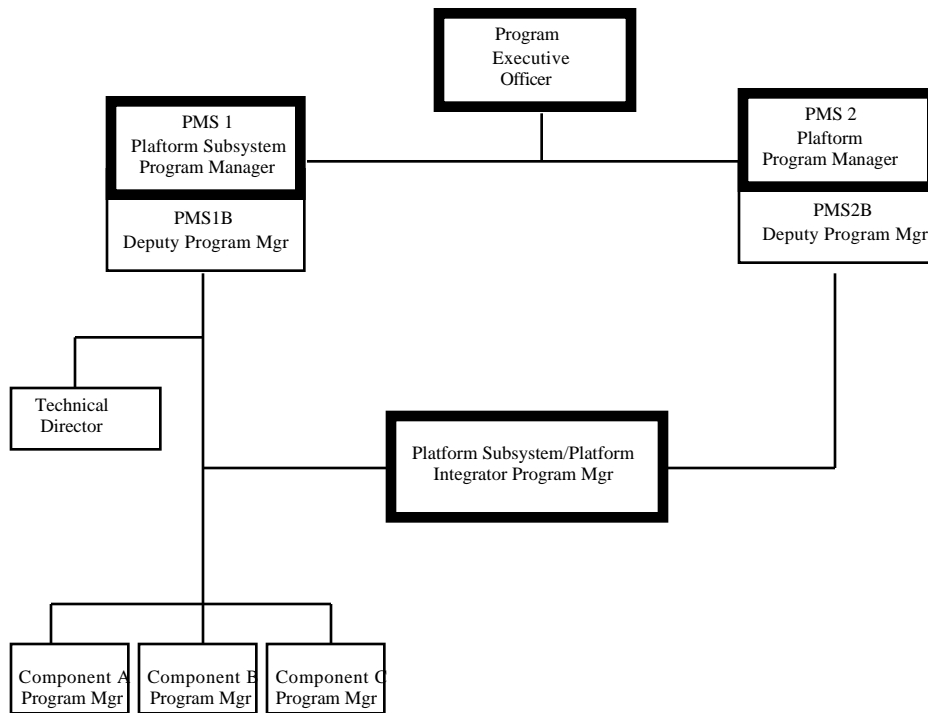 Program
Executive
Officer
PMS 1
Plaftorm Subsystem
Program Manager
PMS1B
Deputy Program Mgr
PMS 2
Plaftorm
Program Manager
PMS2B
Deputy Program Mgr
Technical
Director
Platform Subsystem/Platform
Integrator Program Mgr
Component A
Program Mgr
Component B
Program Mgr
Component C
Program Mgr